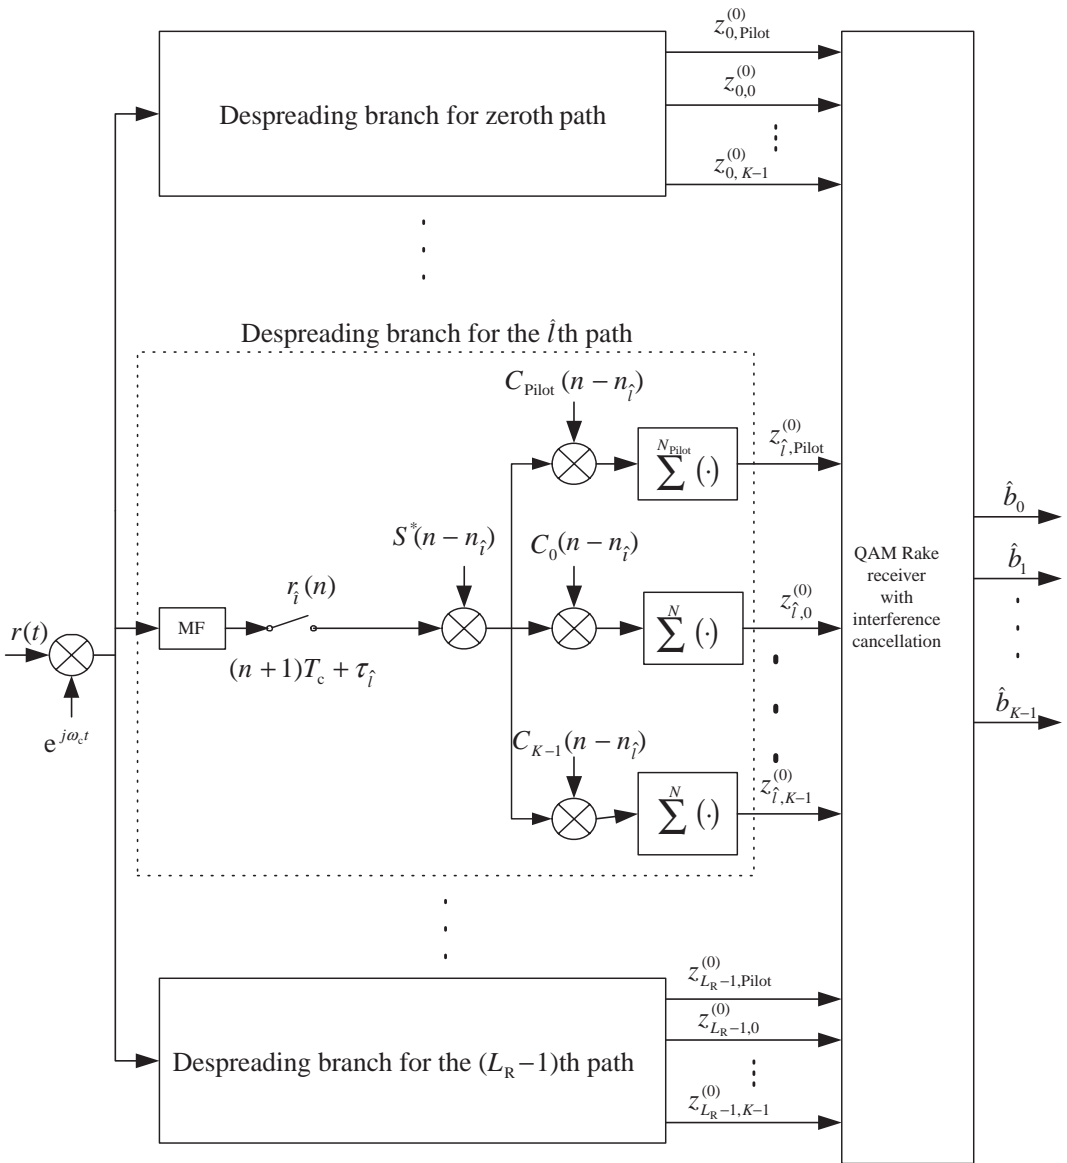 z_{0,Pilot}^{(0)}
Despreading branch for zeroth path
z_{0,0}^{(0)}
z_{0,K−1}^{(0)}
Despreading branch for the l̂th path
C_{Pilot}(n − n_{l̂})
∑^{N_{Pilot}}(·)
z_{l̂,Pilot}^{(0)}
S^*(n − n_{l̂})
C_0(n − n_{l̂})
r_{l̂}(n)
r(t)
MF
(n + 1)T_c + τ_{l̂}
∑^{N}(·)
z_{l̂,0}^{(0)}
e^{jω_c t}
C_{K−1}(n − n_{l̂})
∑^{N}(·)
z_{l̂,K−1}^{(0)}
QAM Rake
receiver
with
interference
cancellation
b̂_0
b̂_1
b̂_{K−1}
Despreading branch for the (L_R −1)th path
z_{L_R−1,Pilot}^{(0)}
z_{L_R−1,0}^{(0)}
z_{L_R−1,K−1}^{(0)}